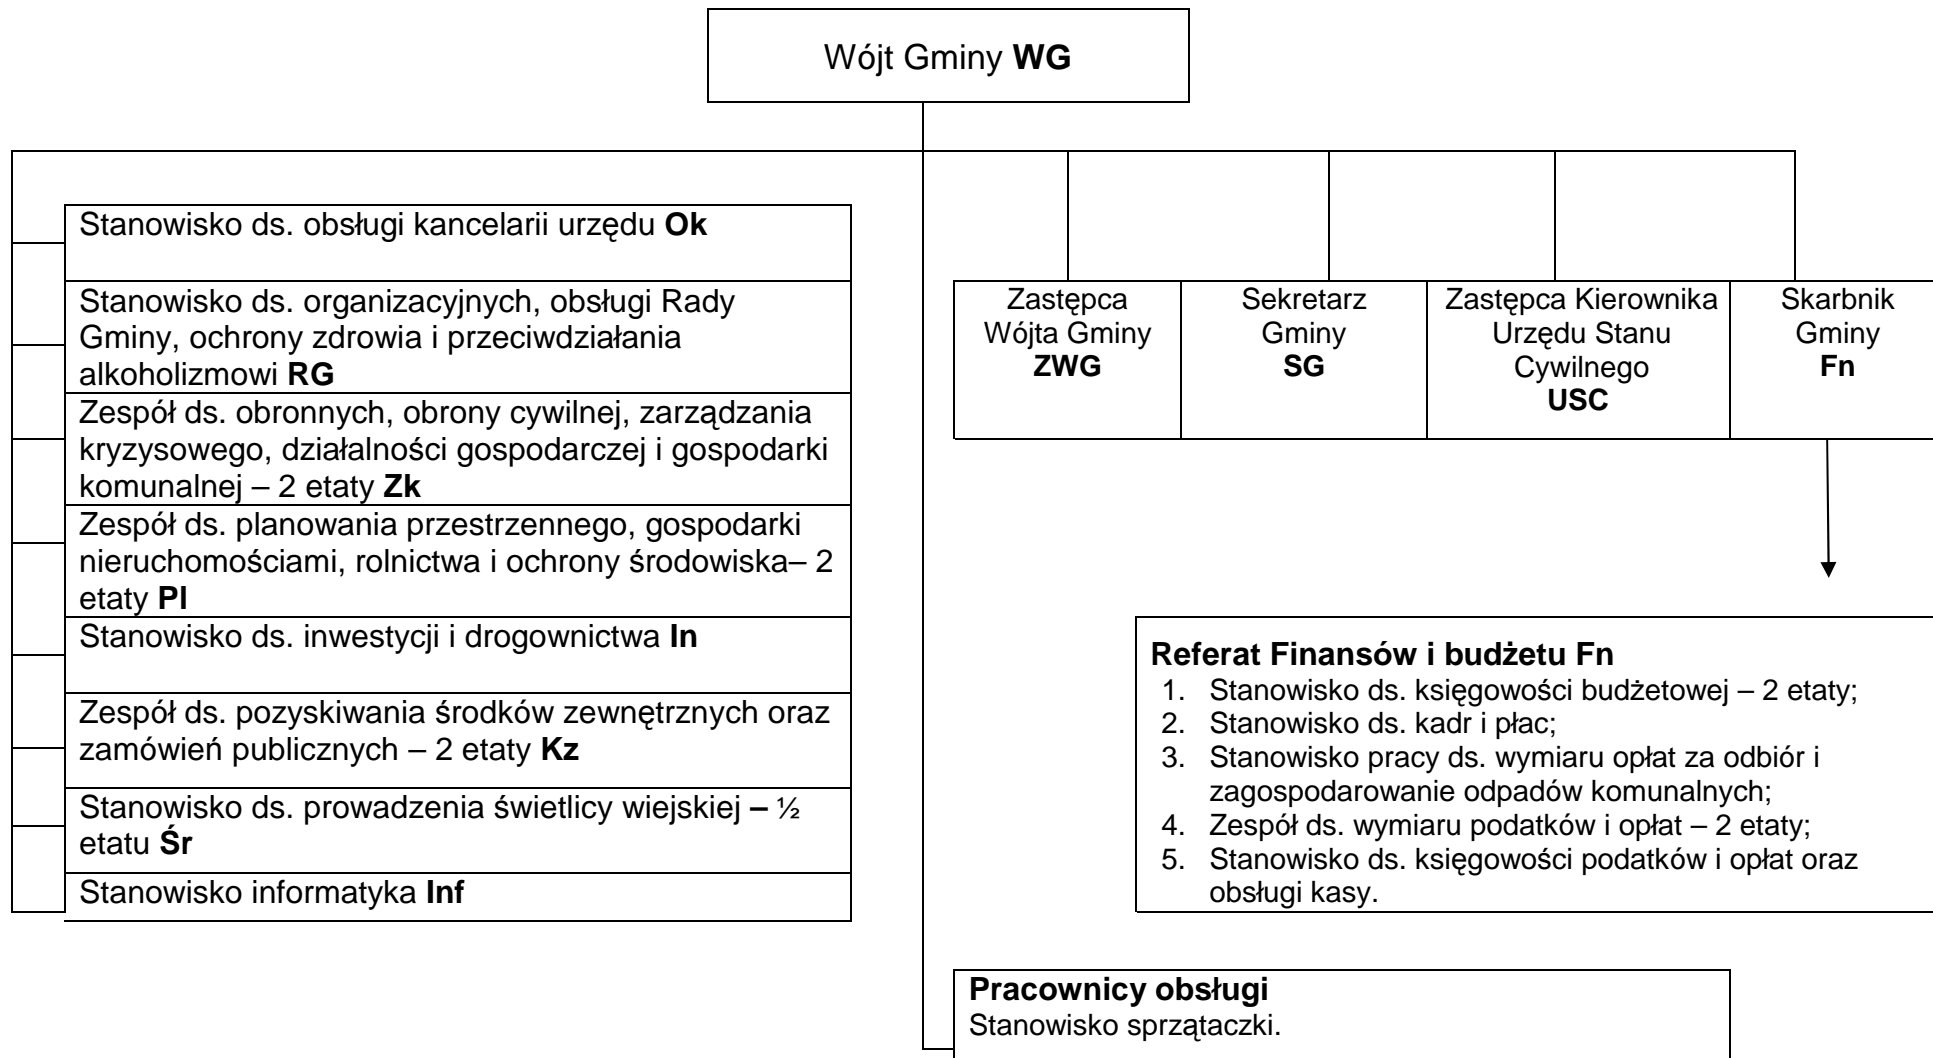 Wójt Gminy WG
Stanowisko ds. obsługi kancelarii urzędu Ok
Stanowisko ds. organizacyjnych, obsługi Rady
Gminy, ochrony zdrowia i przeciwdziałania
alkoholizmowi RG
Zespół ds. obronnych, obrony cywilnej, zarządzania
kryzysowego, działalności gospodarczej i gospodarki
komunalnej – 2 etaty Zk
Zespół ds. planowania przestrzennego, gospodarki
nieruchomościami, rolnictwa i ochrony środowiska– 2
etaty Pl
Stanowisko ds. inwestycji i drogownictwa In
Zespół ds. pozyskiwania środków zewnętrznych oraz
zamówień publicznych – 2 etaty Kz
Stanowisko ds. prowadzenia świetlicy wiejskiej – ½
etatu Śr
Stanowisko informatyka Inf
Zastępca
Wójta Gminy
ZWG
Sekretarz
Gminy
SG
Zastępca Kierownika
Urzędu Stanu
Cywilnego
USC
Skarbnik
Gminy
Fn
Referat Finansów i budżetu Fn
1. Stanowisko ds. księgowości budżetowej – 2 etaty;
2. Stanowisko ds. kadr i płac;
3. Stanowisko pracy ds. wymiaru opłat za odbiór i
zagospodarowanie odpadów komunalnych;
4. Zespół ds. wymiaru podatków i opłat – 2 etaty;
5. Stanowisko ds. księgowości podatków i opłat oraz
obsługi kasy.
Pracownicy obsługi
Stanowisko sprzątaczki.